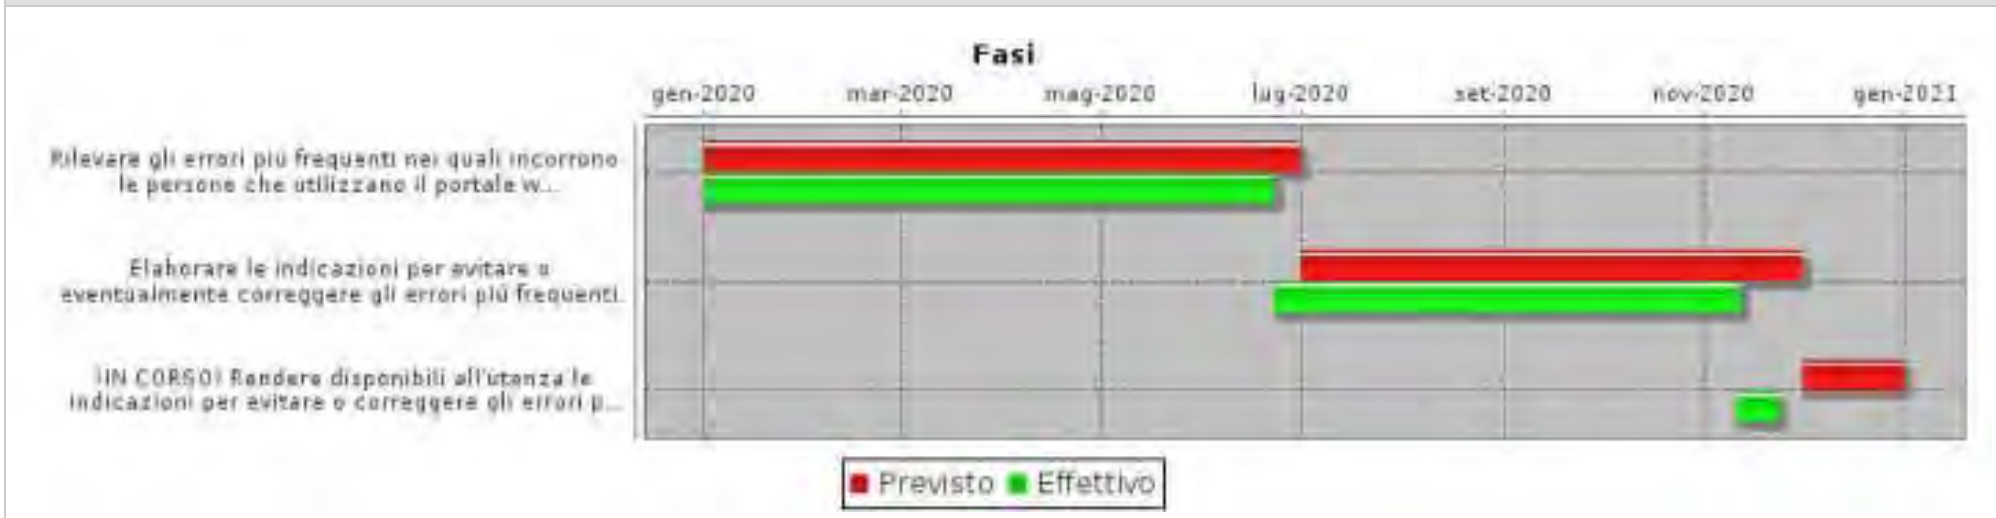 Fasi
gen-2020 mar-2020 mag-2020 lug-2020 set-2020 nov-2020 gen-2021
Rilevare gli errori più frequenti nei quali incorrono
le persone che utilizzano il portale w...
Elaborare le indicazioni per evitare o
eventualmente correggere gli errori più frequenti.
!IN CORSO! Rendere disponibili all'utenza le
indicazioni per evitare o correggere gli errori p...
Previsto Effettivo